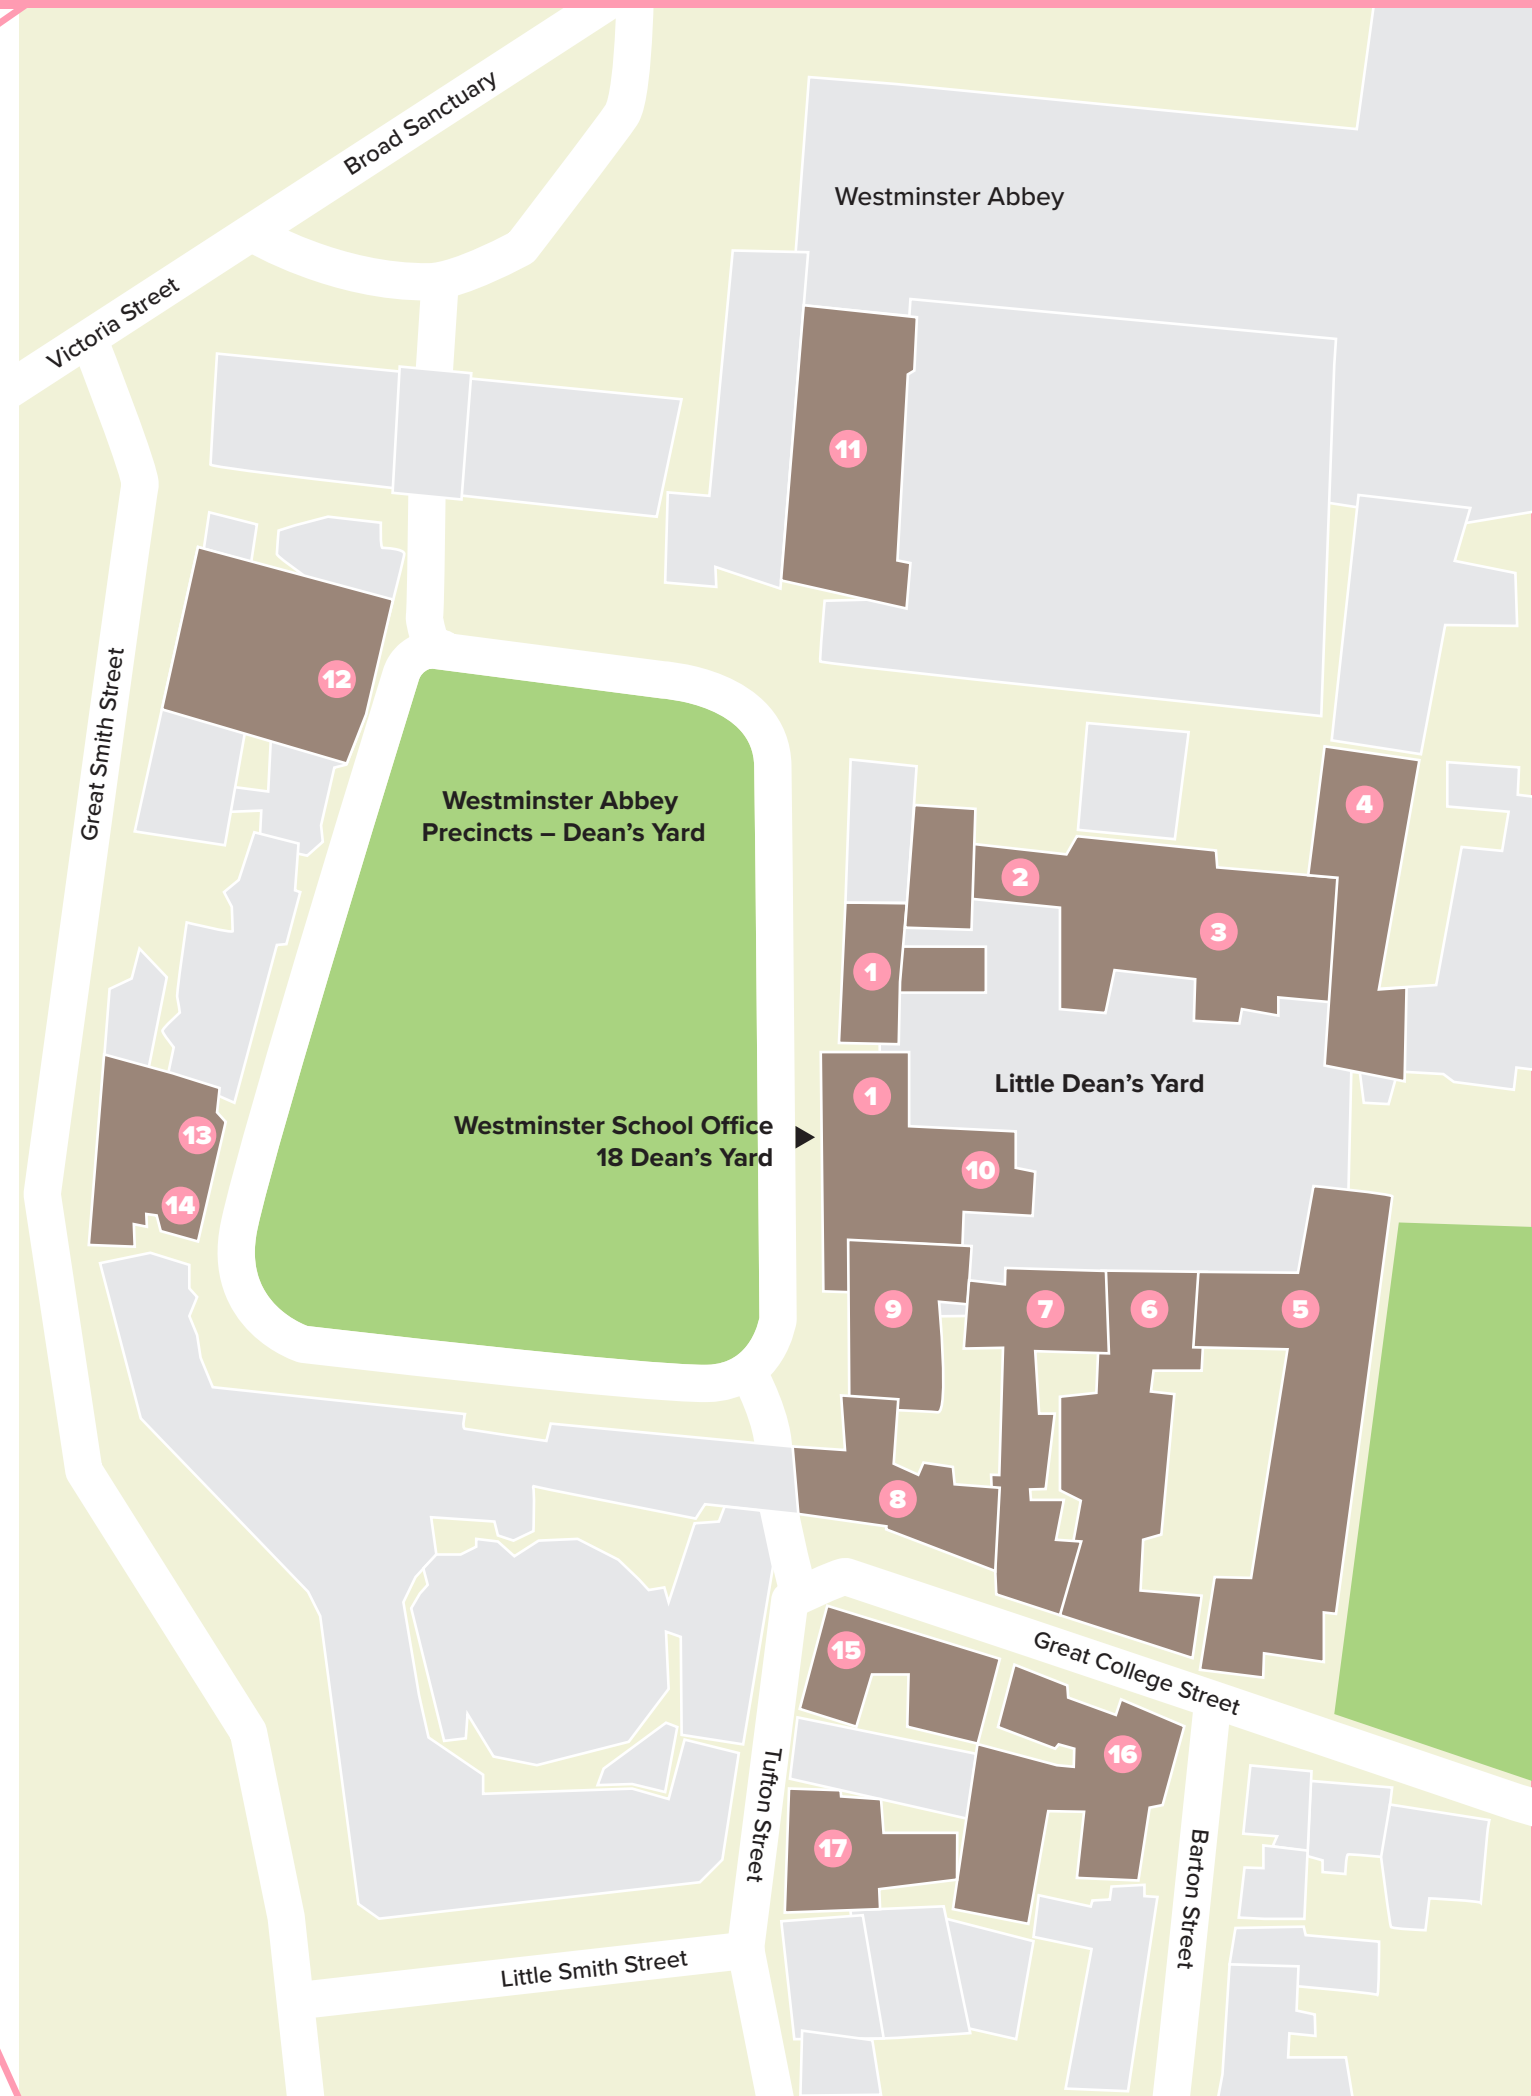 Broad Sanctuary
Westminster Abbey
Victoria Street
11
12
Great Smith Street
Westminster Abbey
Precincts – Dean’s Yard
4
2
3
1
Little Dean’s Yard
1
Westminster School Office
18 Dean’s Yard
13
10
14
9
7
6
5
8
Great College Street
15
16
Tufton Street
17
Barton Street
Little Smith Street